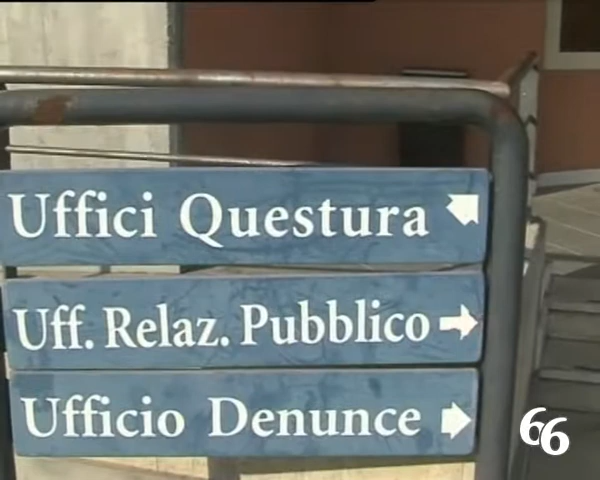 Uffici Questura
Uff. Relaz. Pubblico
Ufficio Denunce
66